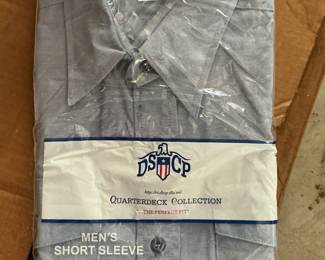 DSCP
QUARTERDECK COLLECTION
"THE PERFECT FIT"
MEN'S
SHORT SLEEVE